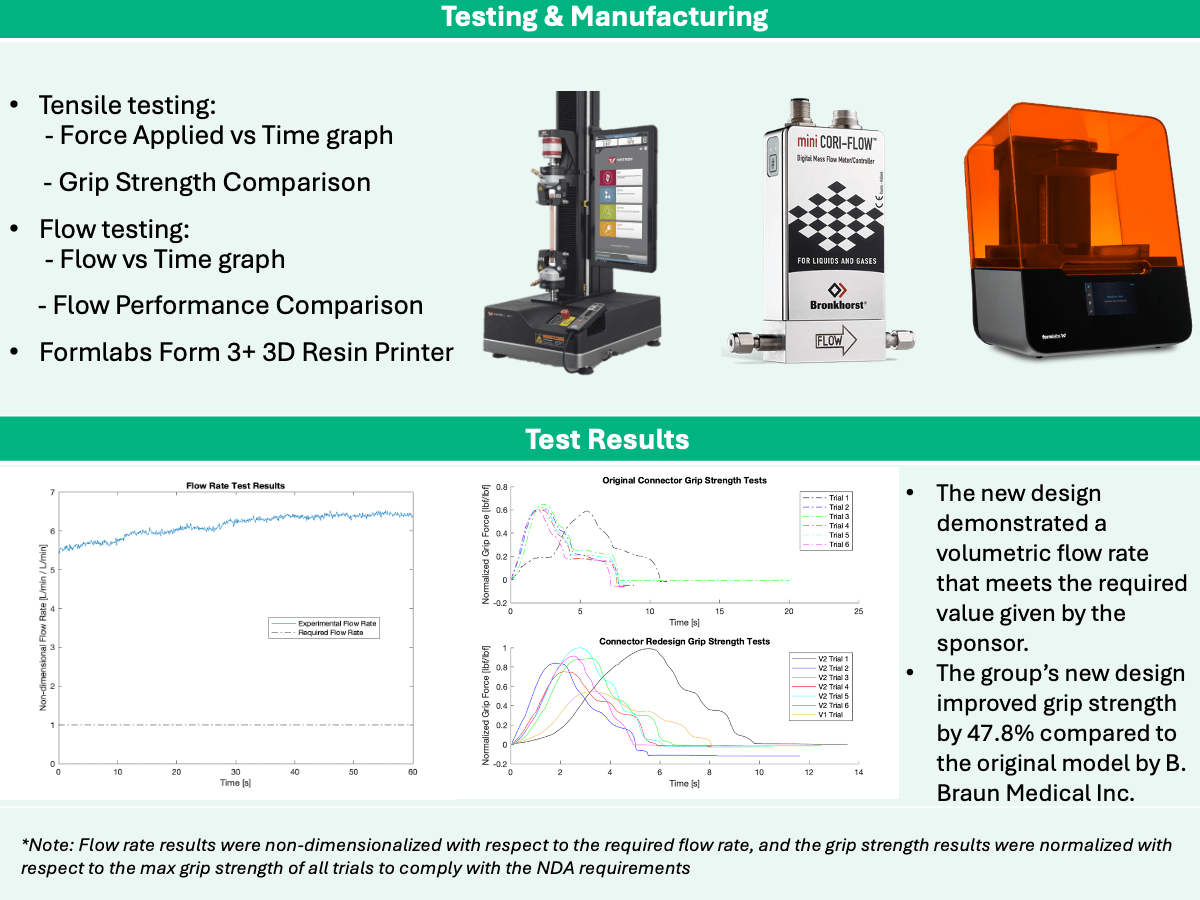 Testing & Manufacturing
• Tensile testing:
- Force Applied vs Time graph
- Grip Strength Comparison
• Flow testing:
- Flow vs Time graph
- Flow Performance Comparison
• Formlabs Form 3+ 3D Resin Printer
mini CORI-FLOW™
Digital Mass Flow Meter/Controller
FOR LIQUIDS AND GASES
Bronkhorst®
FLOW
formlabs
Test Results
Flow Rate Test Results
Non-dimensional Flow Rate [L/min / L/min]
7
6
5
4
3
2
1
0
Experimental Flow Rate
Required Flow Rate
0 10 20 30 40 50 60
Time [s]
Original Connector Grip Strength Tests
Normalized Grip Force [lbf/lbf]
0.8
0.6
0.4
0.2
0
-0.2
Trial 1
Trial 2
Trial 3
Trial 4
Trial 5
Trial 6
0 5 10 15 20 25
Time [s]
Connector Redesign Grip Strength Tests
Normalized Grip Force [lbf/lbf]
1
0.8
0.6
0.4
0.2
0
-0.2
V2 Trial 1
V2 Trial 2
V2 Trial 3
V2 Trial 4
V2 Trial 5
V2 Trial 6
V1 Trial
0 2 4 6 8 10 12 14
Time [s]
• The new design
demonstrated a
volumetric flow rate
that meets the required
value given by the
sponsor.
• The group’s new design
improved grip strength
by 47.8% compared to
the original model by B.
Braun Medical Inc.
*Note: Flow rate results were non-dimensionalized with respect to the required flow rate, and the grip strength results were normalized with
respect to the max grip strength of all trials to comply with the NDA requirements